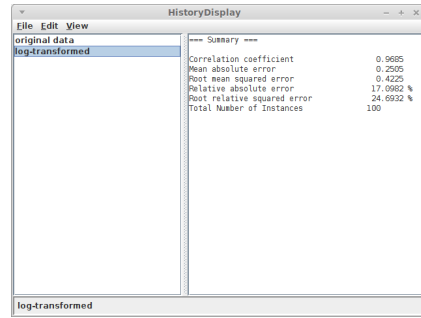 HistoryDisplay
File Edit View
original data
log-transformed
=== Summary ===
Correlation coefficient 0.9685
Mean absolute error 0.2505
Root mean squared error 0.4225
Relative absolute error 17.0982 %
Root relative squared error 24.6932 %
Total Number of Instances 100
log-transformed